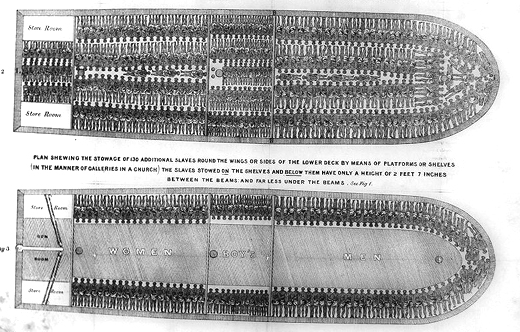 Store Room
2
Store Room
PLAN SHEWING THE STOWAGE OF 130 ADDITIONAL SLAVES ROUND THE WINGS OR SIDES OF THE LOWER DECK BY MEANS OF PLATFORMS OR SHELVES
(IN THE MANNER OF GALLERIES IN A CHURCH) THE SLAVES STOWED ON THE SHELVES AND BELOW THEM HAVE ONLY A HEIGHT OF 2 FEET 7 INCHES
BETWEEN THE BEAMS AND FAR LESS UNDER THE BEAMS. See Fig 1.
Store Room
GUN
ROOM
WOMEN
BOY'S
MEN
Store Room